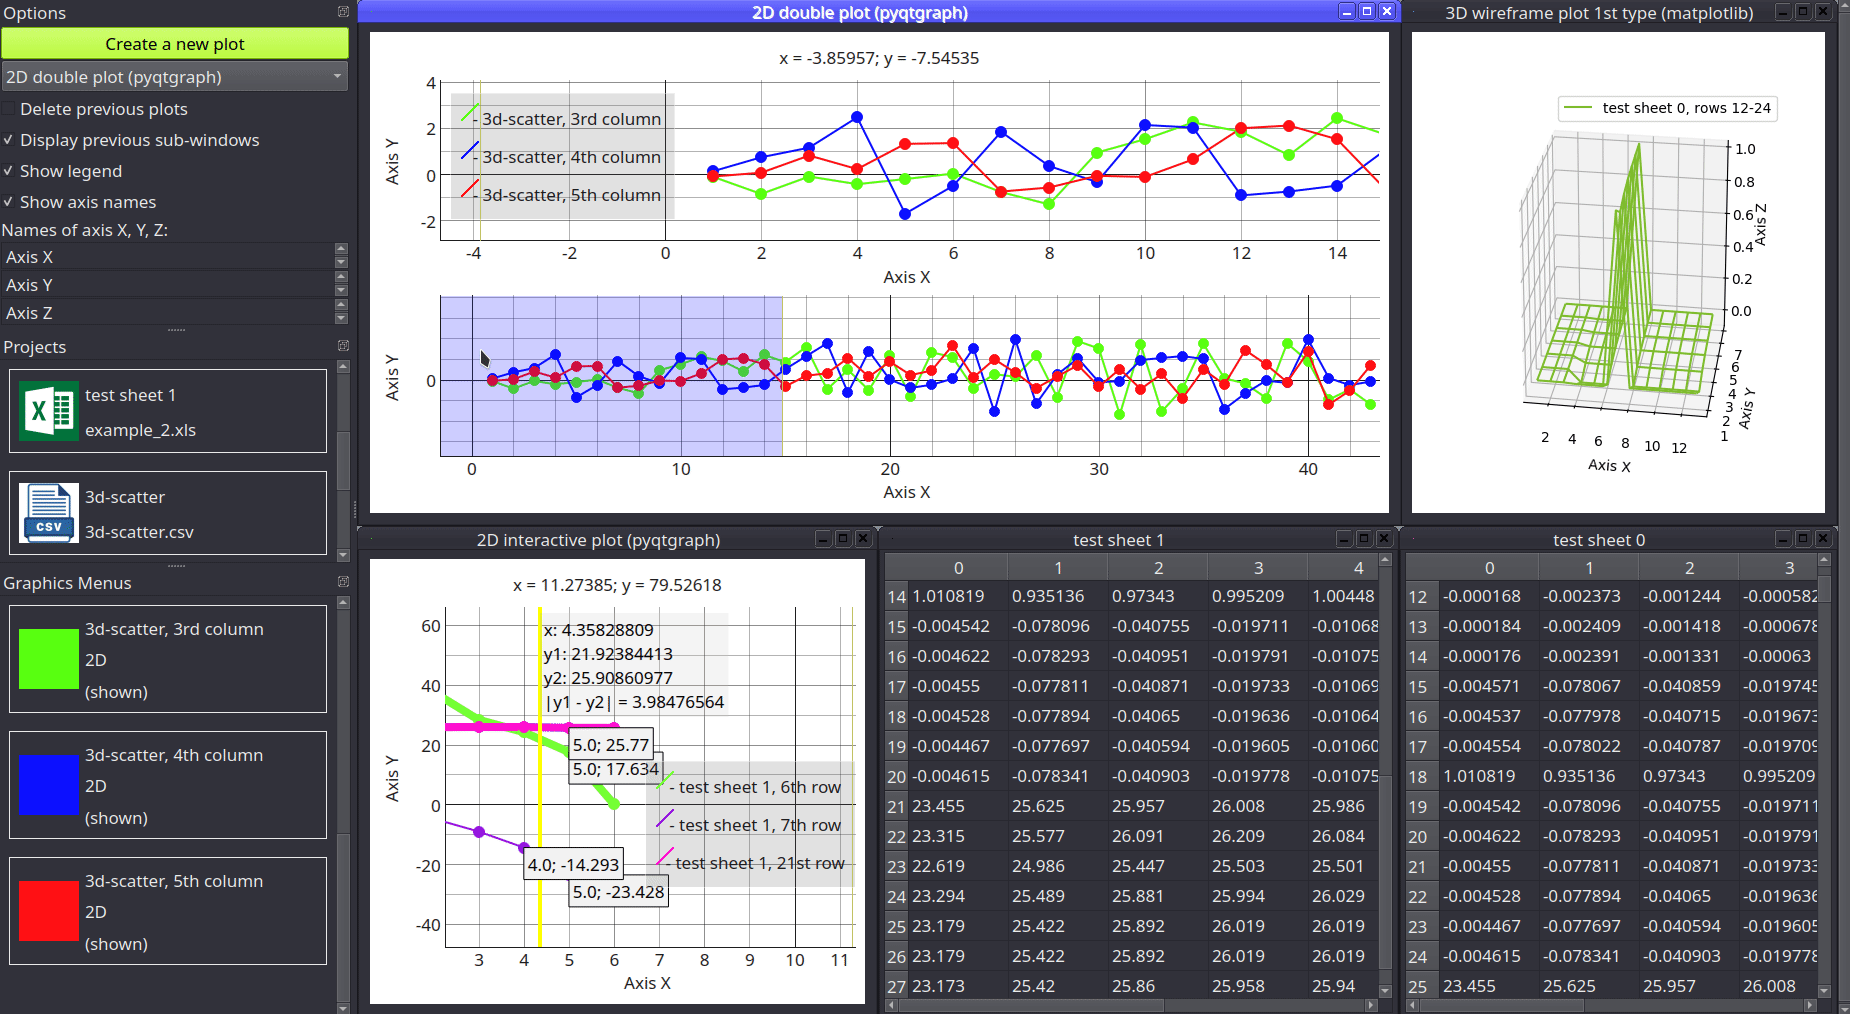 Options
Create a new plot
2D double plot (pyqtgraph)
Delete previous plots
Display previous sub-windows
Show legend
Show axis names
Names of axis X, Y, Z:
Axis X
Axis Y
Axis Z
Projects
test sheet 1
example_2.xls
3d-scatter
3d-scatter.csv
CSV
Graphics Menus
3d-scatter, 3rd column
2D
(shown)
3d-scatter, 4th column
2D
(shown)
3d-scatter, 5th column
2D
(shown)
2D double plot (pyqtgraph)
x = -3.85957; y = -7.54535
Axis Y
4
2
0
-2
- 3d-scatter, 3rd column
- 3d-scatter, 4th column
- 3d-scatter, 5th column
-4 -2 0 2 4 6 8 10 12 14
Axis X
Axis Y
0
0 10 20 30 40
Axis X
3D wireframe plot 1st type (matplotlib)
test sheet 0, rows 12-24
1.0
0.8
0.6
0.4
0.2
0.0
Axis Z
7
6
5
4
3
2
1
Axis Y
2 4 6 8 10 12
Axis X
2D interactive plot (pyqtgraph)
x = 11.27385; y = 79.52618
Axis Y
60
40
20
0
-20
-40
x: 4.35828809
y1: 21.92384413
y2: 25.90860977
|y1 - y2| = 3.98476564
5.0; 25.77
5.0; 17.634
- test sheet 1, 6th row
- test sheet 1, 7th row
- test sheet 1, 21st row
4.0; -14.293
5.0; -23.428
3 4 5 6 7 8 9 10 11
Axis X
test sheet 1
0 1 2 3 4
14 1.010819 0.935136 0.97343 0.995209 1.00448
15 -0.004542 -0.078096 -0.040755 -0.019711 -0.01068
16 -0.004622 -0.078293 -0.040951 -0.019791 -0.01075
17 -0.00455 -0.077811 -0.040871 -0.019733 -0.01069
18 -0.004528 -0.077894 -0.04065 -0.019636 -0.01064
19 -0.004467 -0.077697 -0.040594 -0.019605 -0.01060
20 -0.004615 -0.078341 -0.040903 -0.019778 -0.01075
21 23.455 25.625 25.957 26.008 25.986
22 23.315 25.577 26.091 26.209 26.084
23 22.619 24.986 25.447 25.503 25.501
24 23.294 25.489 25.881 25.994 26.029
25 23.179 25.422 25.892 26.019 26.019
26 23.179 25.422 25.892 26.019 26.019
27 23.173 25.42 25.86 25.958 25.94
test sheet 0
0 1 2 3
12 -0.000168 -0.002373 -0.001244 -0.000582
13 -0.000184 -0.002409 -0.001418 -0.000678
14 -0.000176 -0.002391 -0.001331 -0.00063
15 -0.004571 -0.078067 -0.040859 -0.019745
16 -0.004537 -0.077978 -0.040715 -0.019673
17 -0.004554 -0.078022 -0.040787 -0.019709
18 1.010819 0.935136 0.97343 0.995209
19 -0.004542 -0.078096 -0.040755 -0.019711
20 -0.004622 -0.078293 -0.040951 -0.019791
21 -0.00455 -0.077811 -0.040871 -0.019733
22 -0.004528 -0.077894 -0.04065 -0.019636
23 -0.004467 -0.077697 -0.040594 -0.019605
24 -0.004615 -0.078341 -0.040903 -0.019778
25 23.455 25.625 25.957 26.008